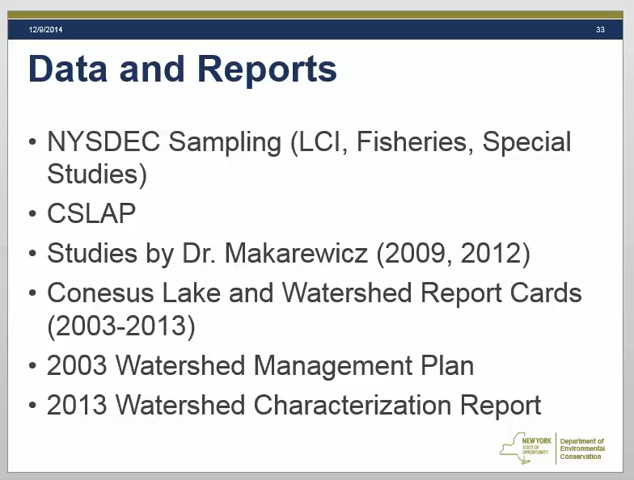 12/9/2014
33
Data and Reports
• NYSDEC Sampling (LCI, Fisheries, Special
Studies)
• CSLAP
• Studies by Dr. Makarewicz (2009, 2012)
• Conesus Lake and Watershed Report Cards
(2003-2013)
• 2003 Watershed Management Plan
• 2013 Watershed Characterization Report
NEW YORK
STATE OF
OPPORTUNITY
Department of
Environmental
Conservation